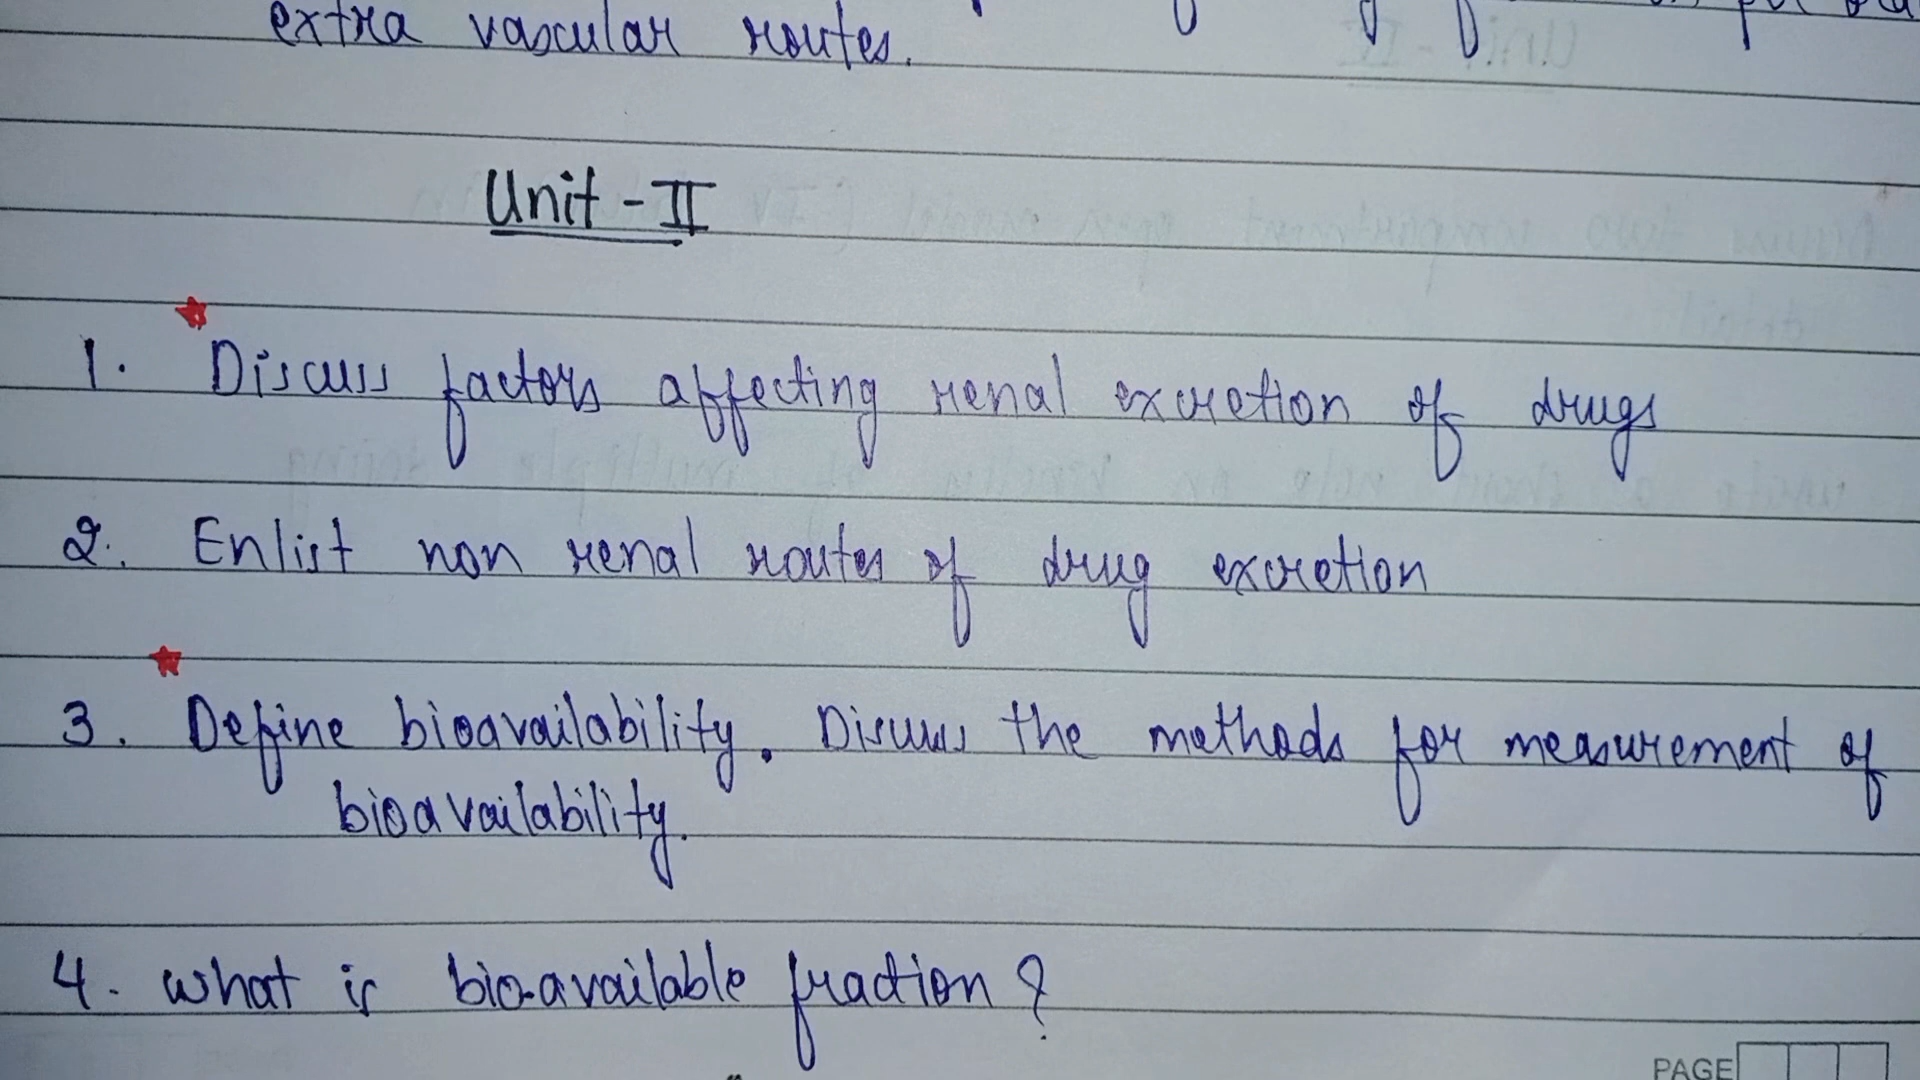 extra vascular routes.
Unit - II
1. Discuss factors affecting renal excretion of drugs
2. Enlist non renal routes of drug excretion
3. Define bioavailability. Discuss the methods for measurement of
bioavailability.
4. What is bio-available fraction?
PAGE